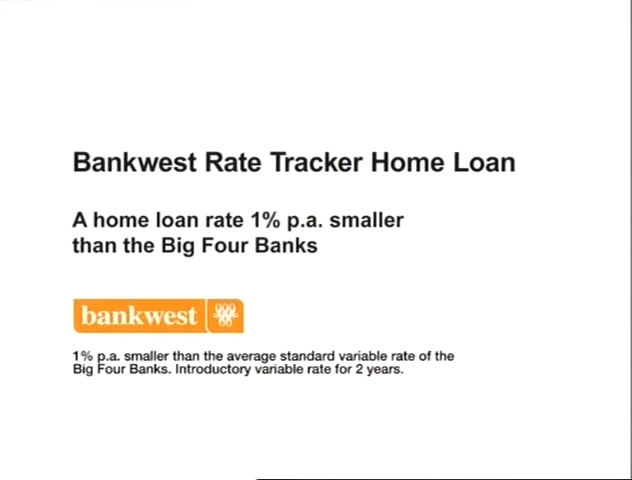 Bankwest Rate Tracker Home Loan
A home loan rate 1% p.a. smaller
than the Big Four Banks
bankwest
1% p.a. smaller than the average standard variable rate of the
Big Four Banks. Introductory variable rate for 2 years.